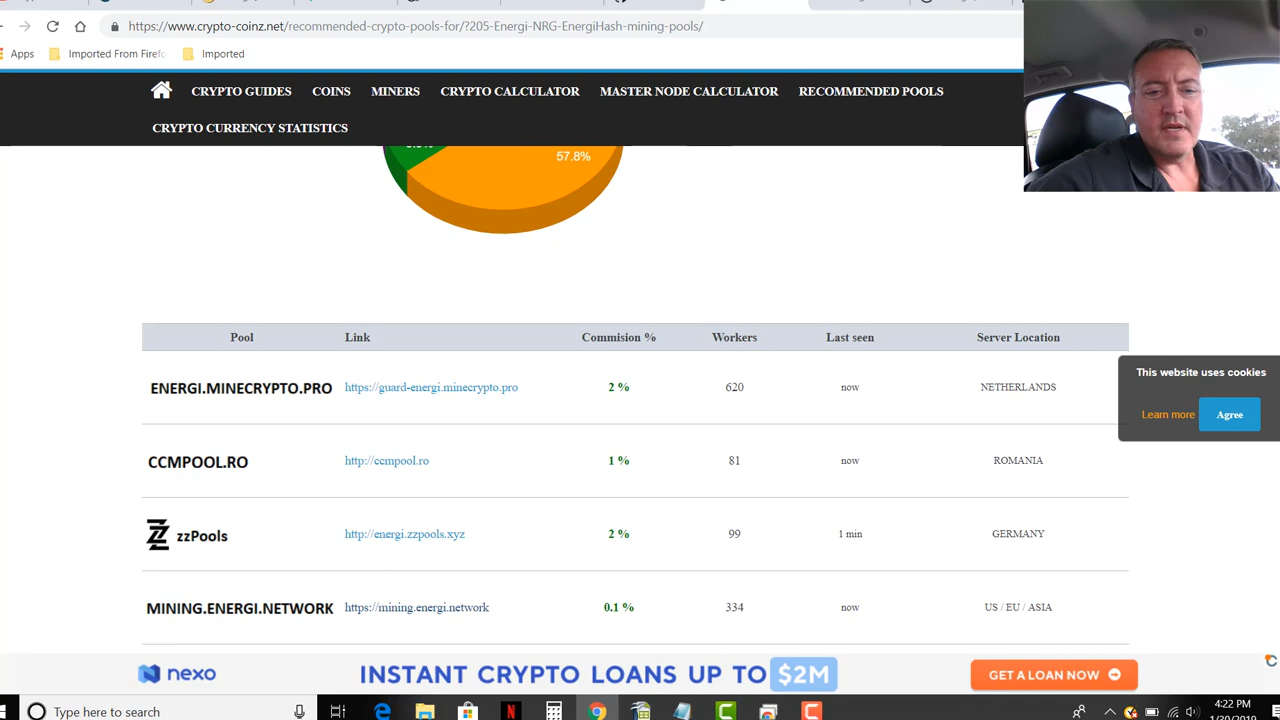 https://www.crypto-coinz.net/recommended-crypto-pools-for/?205-Energi-NRG-EnergiHash-mining-pools/
Apps
Imported From Firefo
Imported
CRYPTO GUIDES
COINS
MINERS
CRYPTO CALCULATOR
MASTER NODE CALCULATOR
RECOMMENDED POOLS
CRYPTO CURRENCY STATISTICS
57.8%
Pool Link Commision % Workers Last seen Server Location
ENERGI.MINECRYPTO.PRO https://guard-energi.minecrypto.pro 2 % 620 now NETHERLANDS
This website uses cookies
Learn more Agree
CCMPOOL.RO http://ccmpool.ro 1 % 81 now ROMANIA
zzPools http://energi.zzpools.xyz 2 % 99 1 min GERMANY
MINING.ENERGI.NETWORK https://mining.energi.network 0.1 % 334 now US / EU / ASIA
nexo INSTANT CRYPTO LOANS UP TO $2M GET A LOAN NOW
Type here to search
4:22 PM